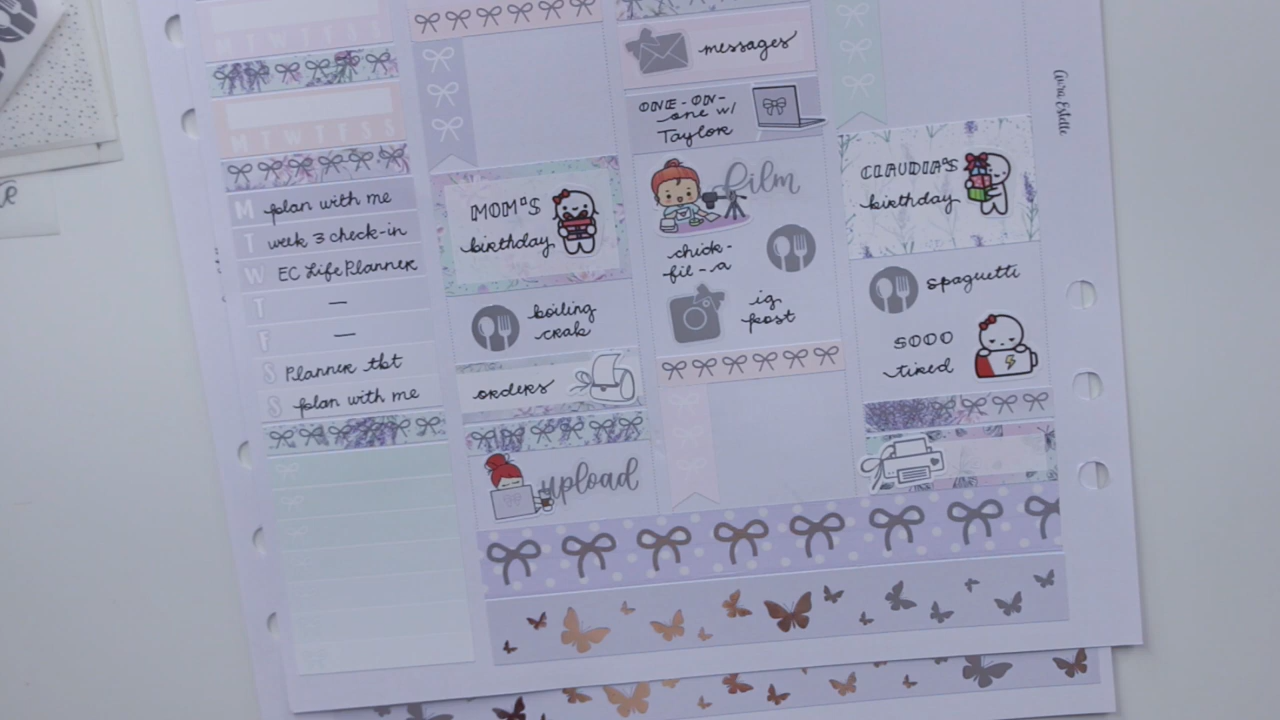 M T W T F S S
M T W T F S S
M plan with me
T week 3 check-in
W EC Life Planner
T —
F —
S Planner tbt
S plan with me
MOM'S
birthday
boiling
crab
orders
upload
messages
ONE-ON-
one w/
Taylor
film
chick-
fil-a
ig
post
CLAUDIA'S
birthday
spaguetti
SOOO
tired